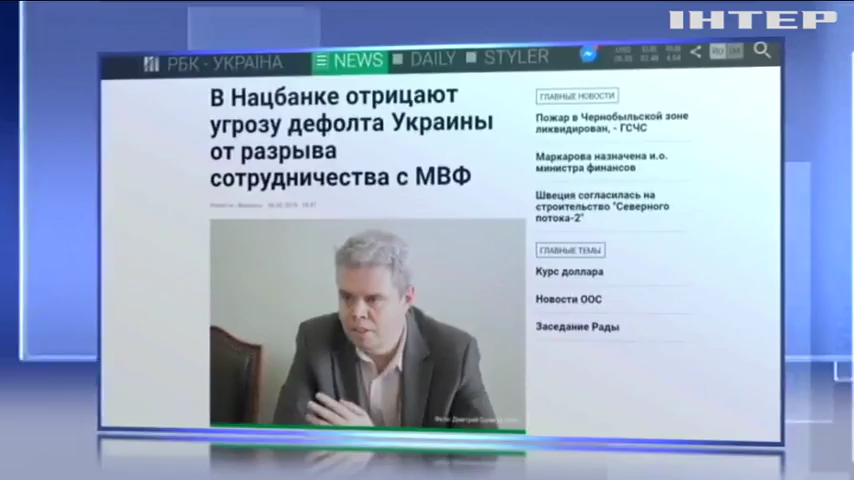 ІНТЕР
РБК - УКРАЇНА
NEWS
DAILY
STYLER
В Нацбанке отрицают
угрозу дефолта Украины
от разрыва
сотрудничества с МВФ
ГЛАВНЫЕ НОВОСТИ
Пожар в Чернобыльской зоне
ликвидирован, - ГСЧС
Маркарова назначена и.о.
министра финансов
Швеция согласилась на
строительство "Северного
потока-2"
ГЛАВНЫЕ ТЕМЫ
Курс доллара
Новости ООС
Заседание Рады